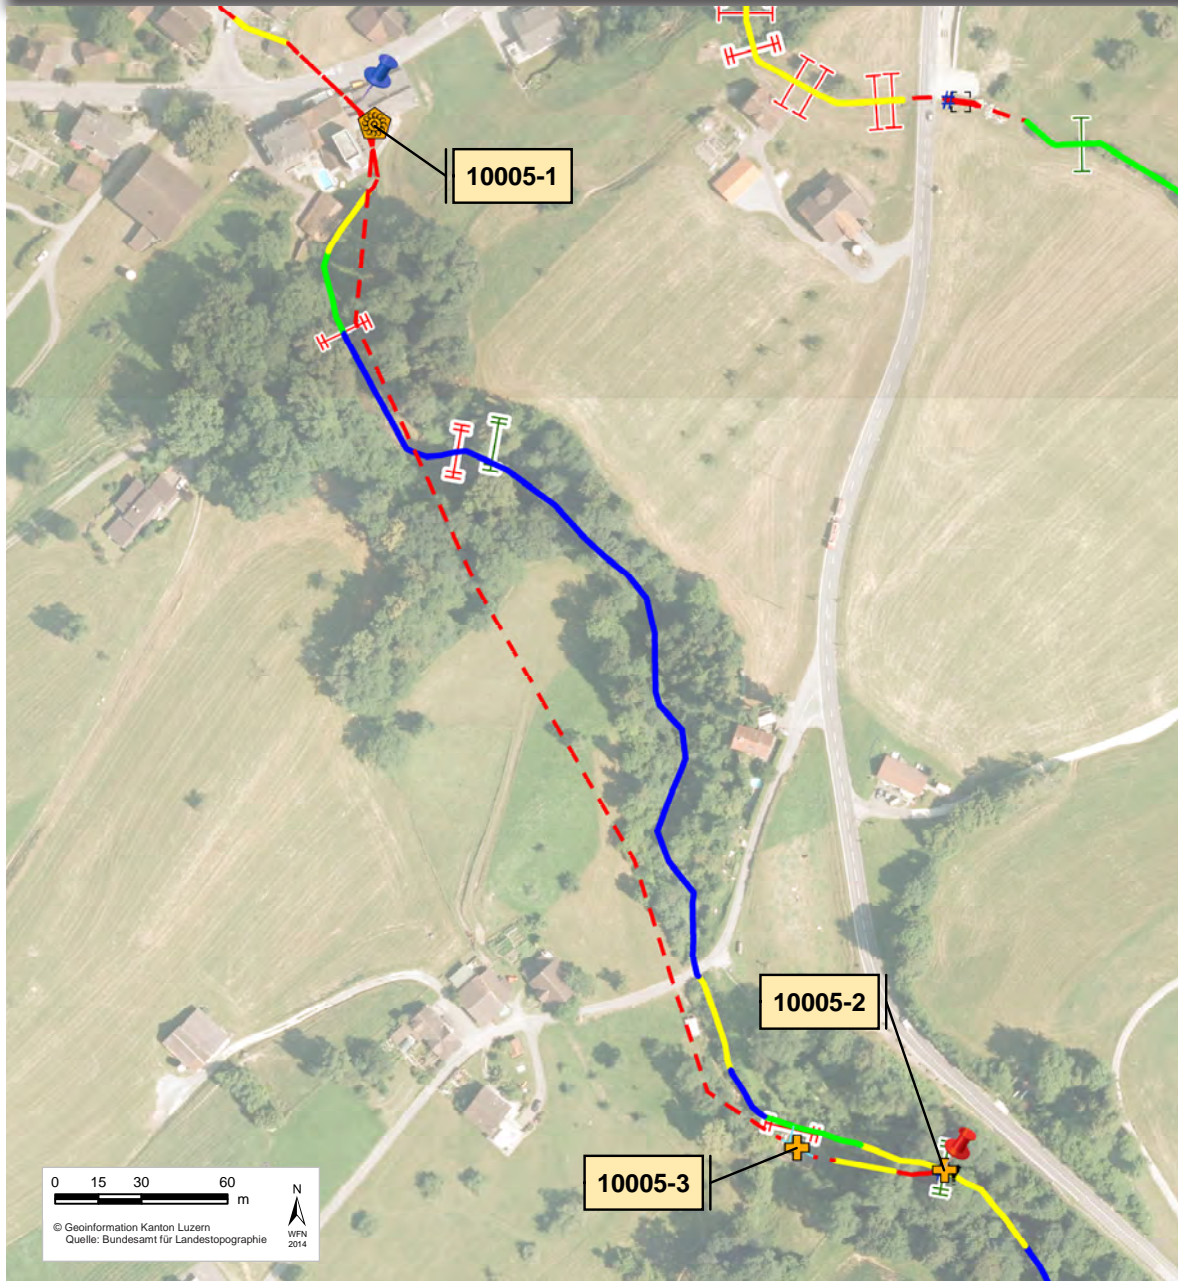 10005-1
10005-2
10005-3
0 15 30 60 m
N
WFN
2014
© Geoinformation Kanton Luzern
Quelle: Bundesamt für Landestopographie